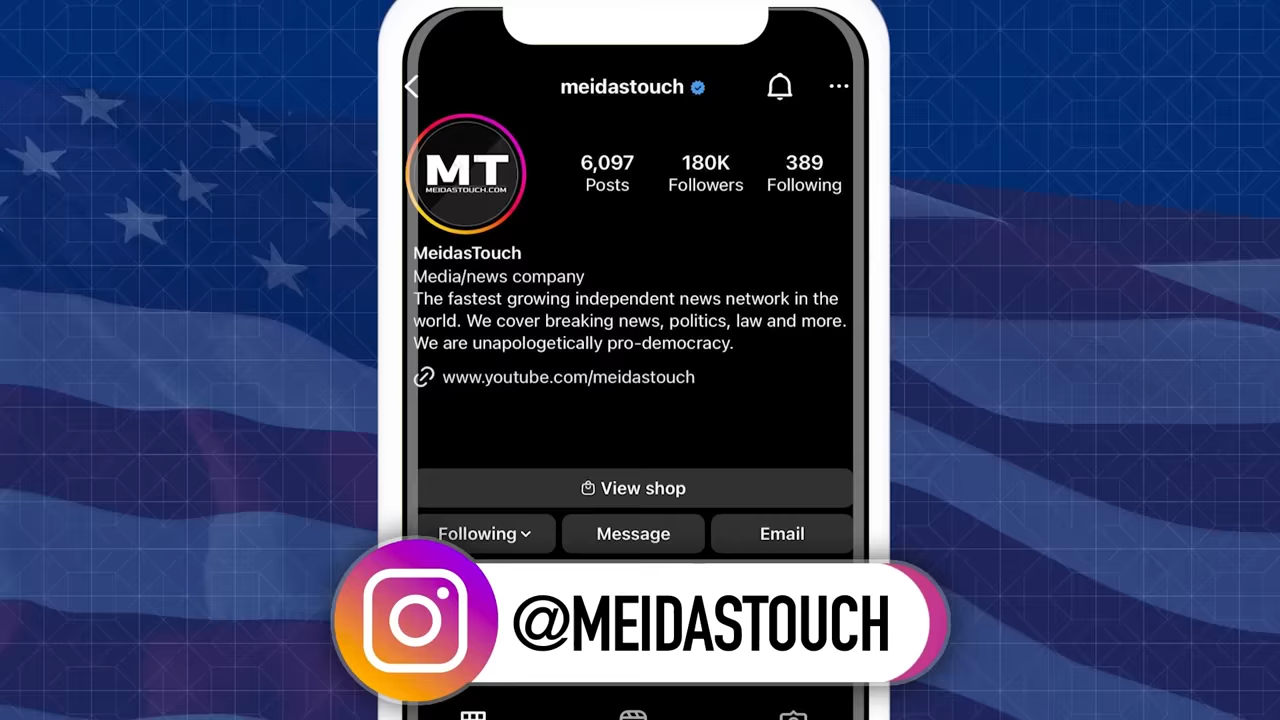 meidastouch
MT
MEIDASTOUCH.COM
6,097
Posts
180K
Followers
389
Following
MeidasTouch
Media/news company
The fastest growing independent news network in the
world. We cover breaking news, politics, law and more.
We are unapologetically pro-democracy.
www.youtube.com/meidastouch
View shop
Following
Message
Email
@MEIDASTOUCH